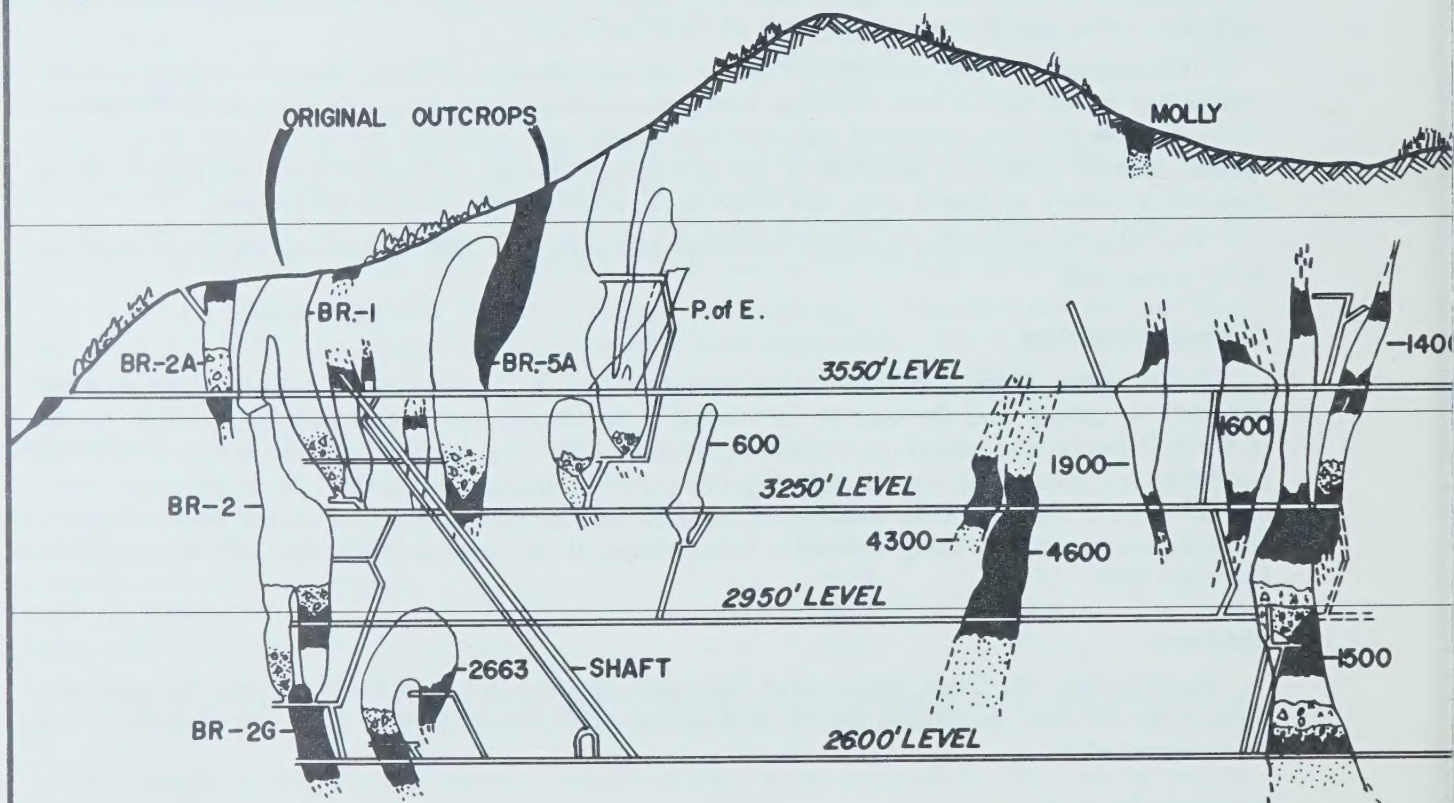 ORIGINAL OUTCROPS
MOLLY
BR.-1
P. of E.
BR.-2A
BR.-5A
3550' LEVEL
1400
600
1600
1900
3250' LEVEL
BR-2
4300
4600
2950' LEVEL
2663
SHAFT
1500
BR-2G
2600' LEVEL